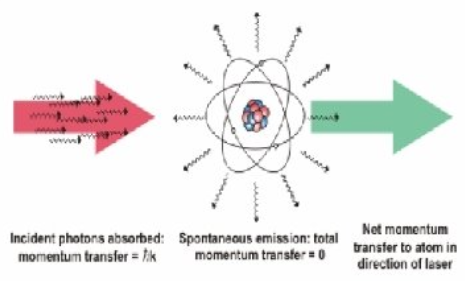 Incident photons absorbed:
momentum transfer = ℏk
Spontaneous emission: total
momentum transfer = 0
Net momentum
transfer to atom in
direction of laser